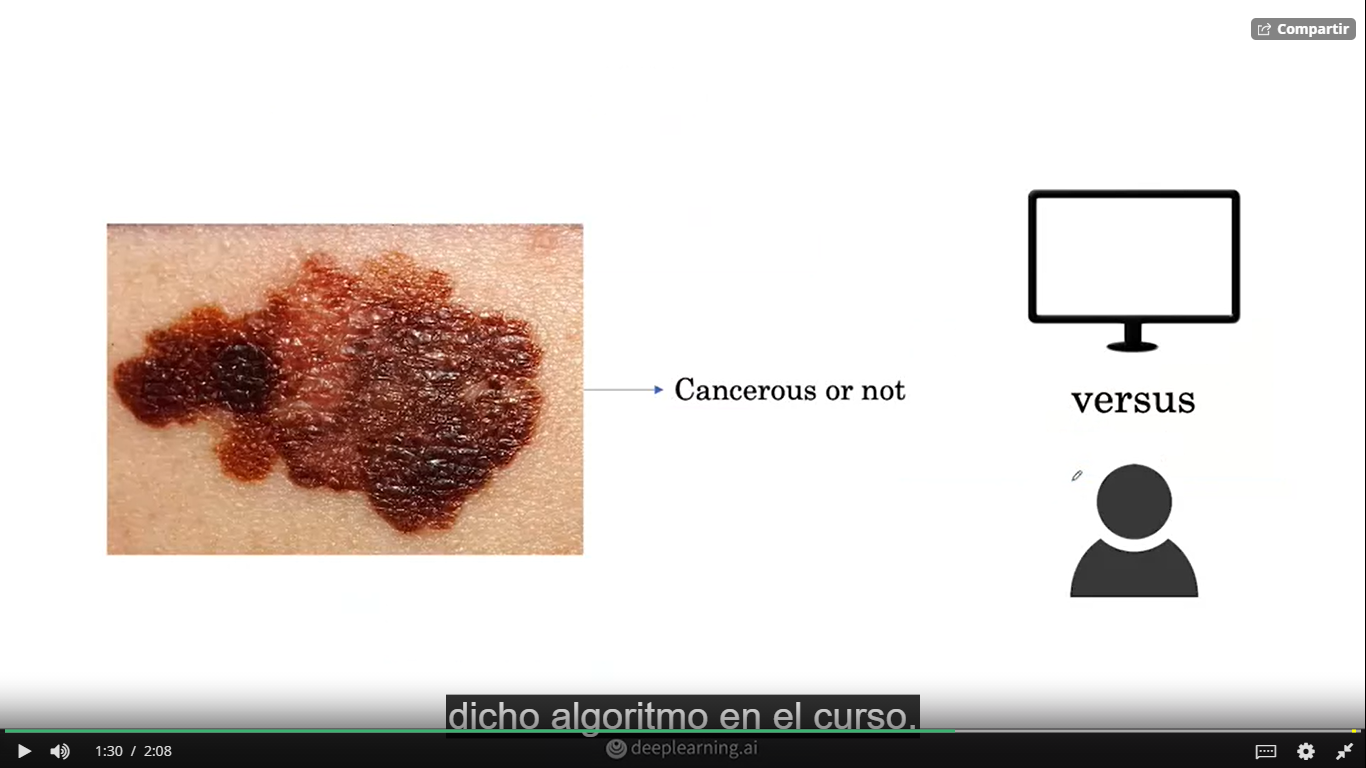 Compartir
Cancerous or not
versus
dicho algoritmo en el curso.
deeplearning.ai
1:30 / 2:08